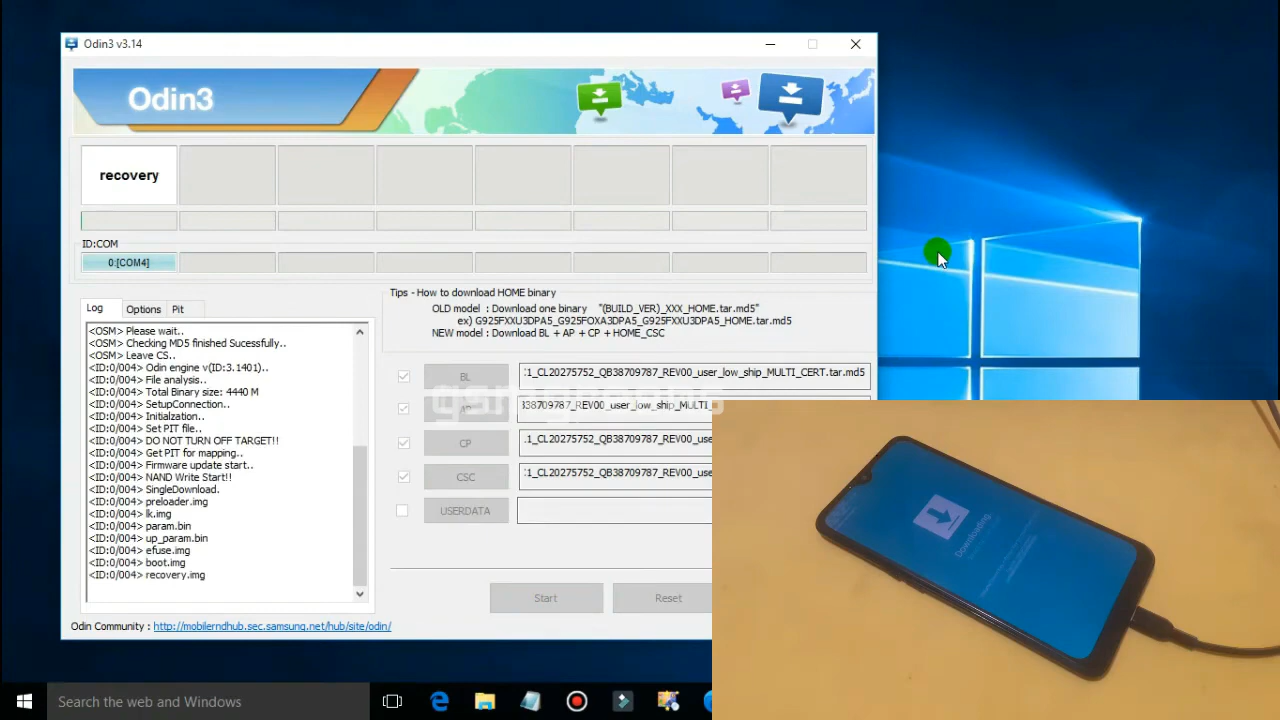 Odin3 v3.14
Odin3
recovery
ID:COM
0:[COM4]
Log
Options
Pit
<OSM> Please wait..
<OSM> Checking MD5 finished Sucessfully..
<OSM> Leave CS..
<ID:0/004> Odin engine v(ID:3.1401)..
<ID:0/004> File analysis..
<ID:0/004> Total Binary size: 4440 M
<ID:0/004> SetupConnection..
<ID:0/004> Initialzation..
<ID:0/004> Set PIT file..
<ID:0/004> DO NOT TURN OFF TARGET!!
<ID:0/004> Get PIT for mapping..
<ID:0/004> Firmware update start..
<ID:0/004> NAND Write Start!!
<ID:0/004> SingleDownload.
<ID:0/004> preloader.img
<ID:0/004> lk.img
<ID:0/004> param.bin
<ID:0/004> up_param.bin
<ID:0/004> efuse.img
<ID:0/004> boot.img
<ID:0/004> recovery.img
Tips - How to download HOME binary
OLD model : Download one binary "(BUILD_VER)_XXX_HOME.tar.md5"
ex) G925FXXU3DPA5_G925FOXA3DPA5_G925FXXU3DPA5_HOME.tar.md5
NEW model : Download BL + AP + CP + HOME_CSC
BL
:1_CL20275752_QB38709787_REV00_user_low_ship_MULTI_CERT.tar.md5
338709787_REV00_user_low_ship_MULTI_
CP
:1_CL20275752_QB38709787_REV00_use
CSC
:1_CL20275752_QB38709787_REV00_use
USERDATA
Start
Reset
Odin Community : http://mobilerndhub.sec.samsung.net/hub/site/odin/
Downloading
Search the web and Windows